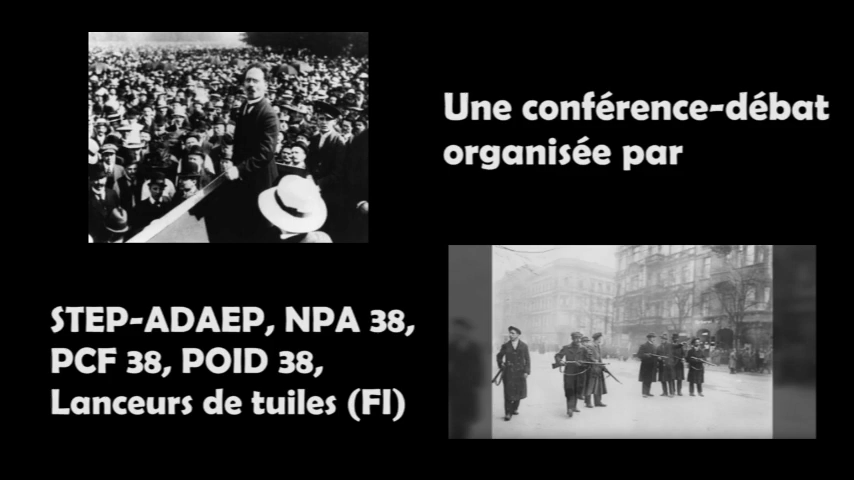 Une conférence-débat
organisée par
STEP-ADAEP, NPA 38,
PCF 38, POID 38,
Lanceurs de tuiles (FI)